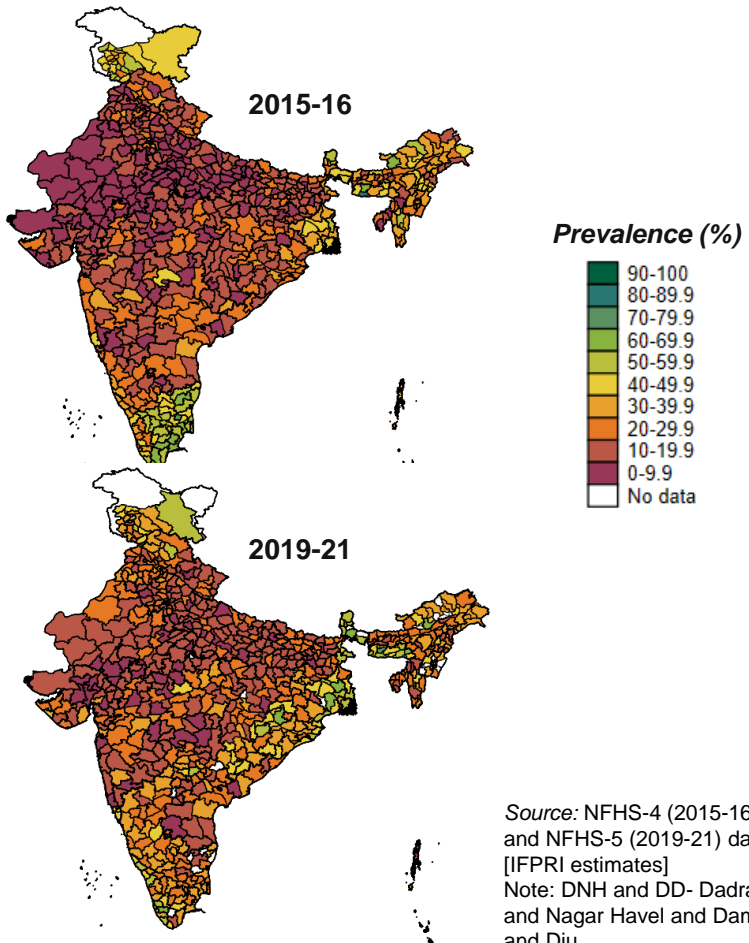 2015-16
Prevalence (%)
90-100
80-89.9
70-79.9
60-69.9
50-59.9
40-49.9
30-39.9
20-29.9
10-19.9
0-9.9
No data
2019-21
Source: NFHS-4 (2015-16
and NFHS-5 (2019-21) da
[IFPRI estimates]
Note: DNH and DD- Dadra
and Nagar Havel and Dam
and Diu